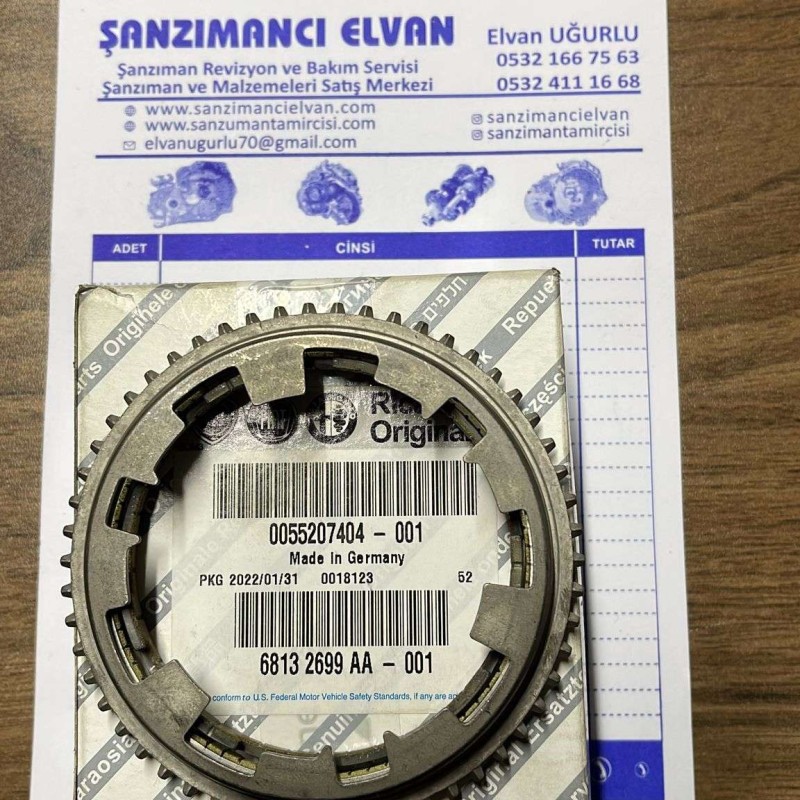 ŞANZIMANCI ELVAN
Şanzıman Revizyon ve Bakım Servisi
Şanzıman ve Malzemeleri Satış Merkezi
Elvan UĞURLU
0532 166 75 63
0532 411 16 68
www.sanzimancielvan.com
www.sanzumantamircisi.com
elvanugurlu70@gmail.com
sanzimancielvan
sanzimantamircisi
ADET
CİNSİ
TUTAR
Original
0055207404 - 001
Made in Germany
PKG 2022/01/31 0018123 52
6813 2699 AA - 001
conform to U.S. Federal Motor Vehicle Safety Standards, if any are